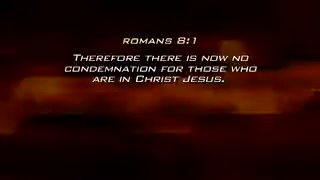 ROMANS 8:1
THEREFORE THERE IS NOW NO
CONDEMNATION FOR THOSE WHO
ARE IN CHRIST JESUS.